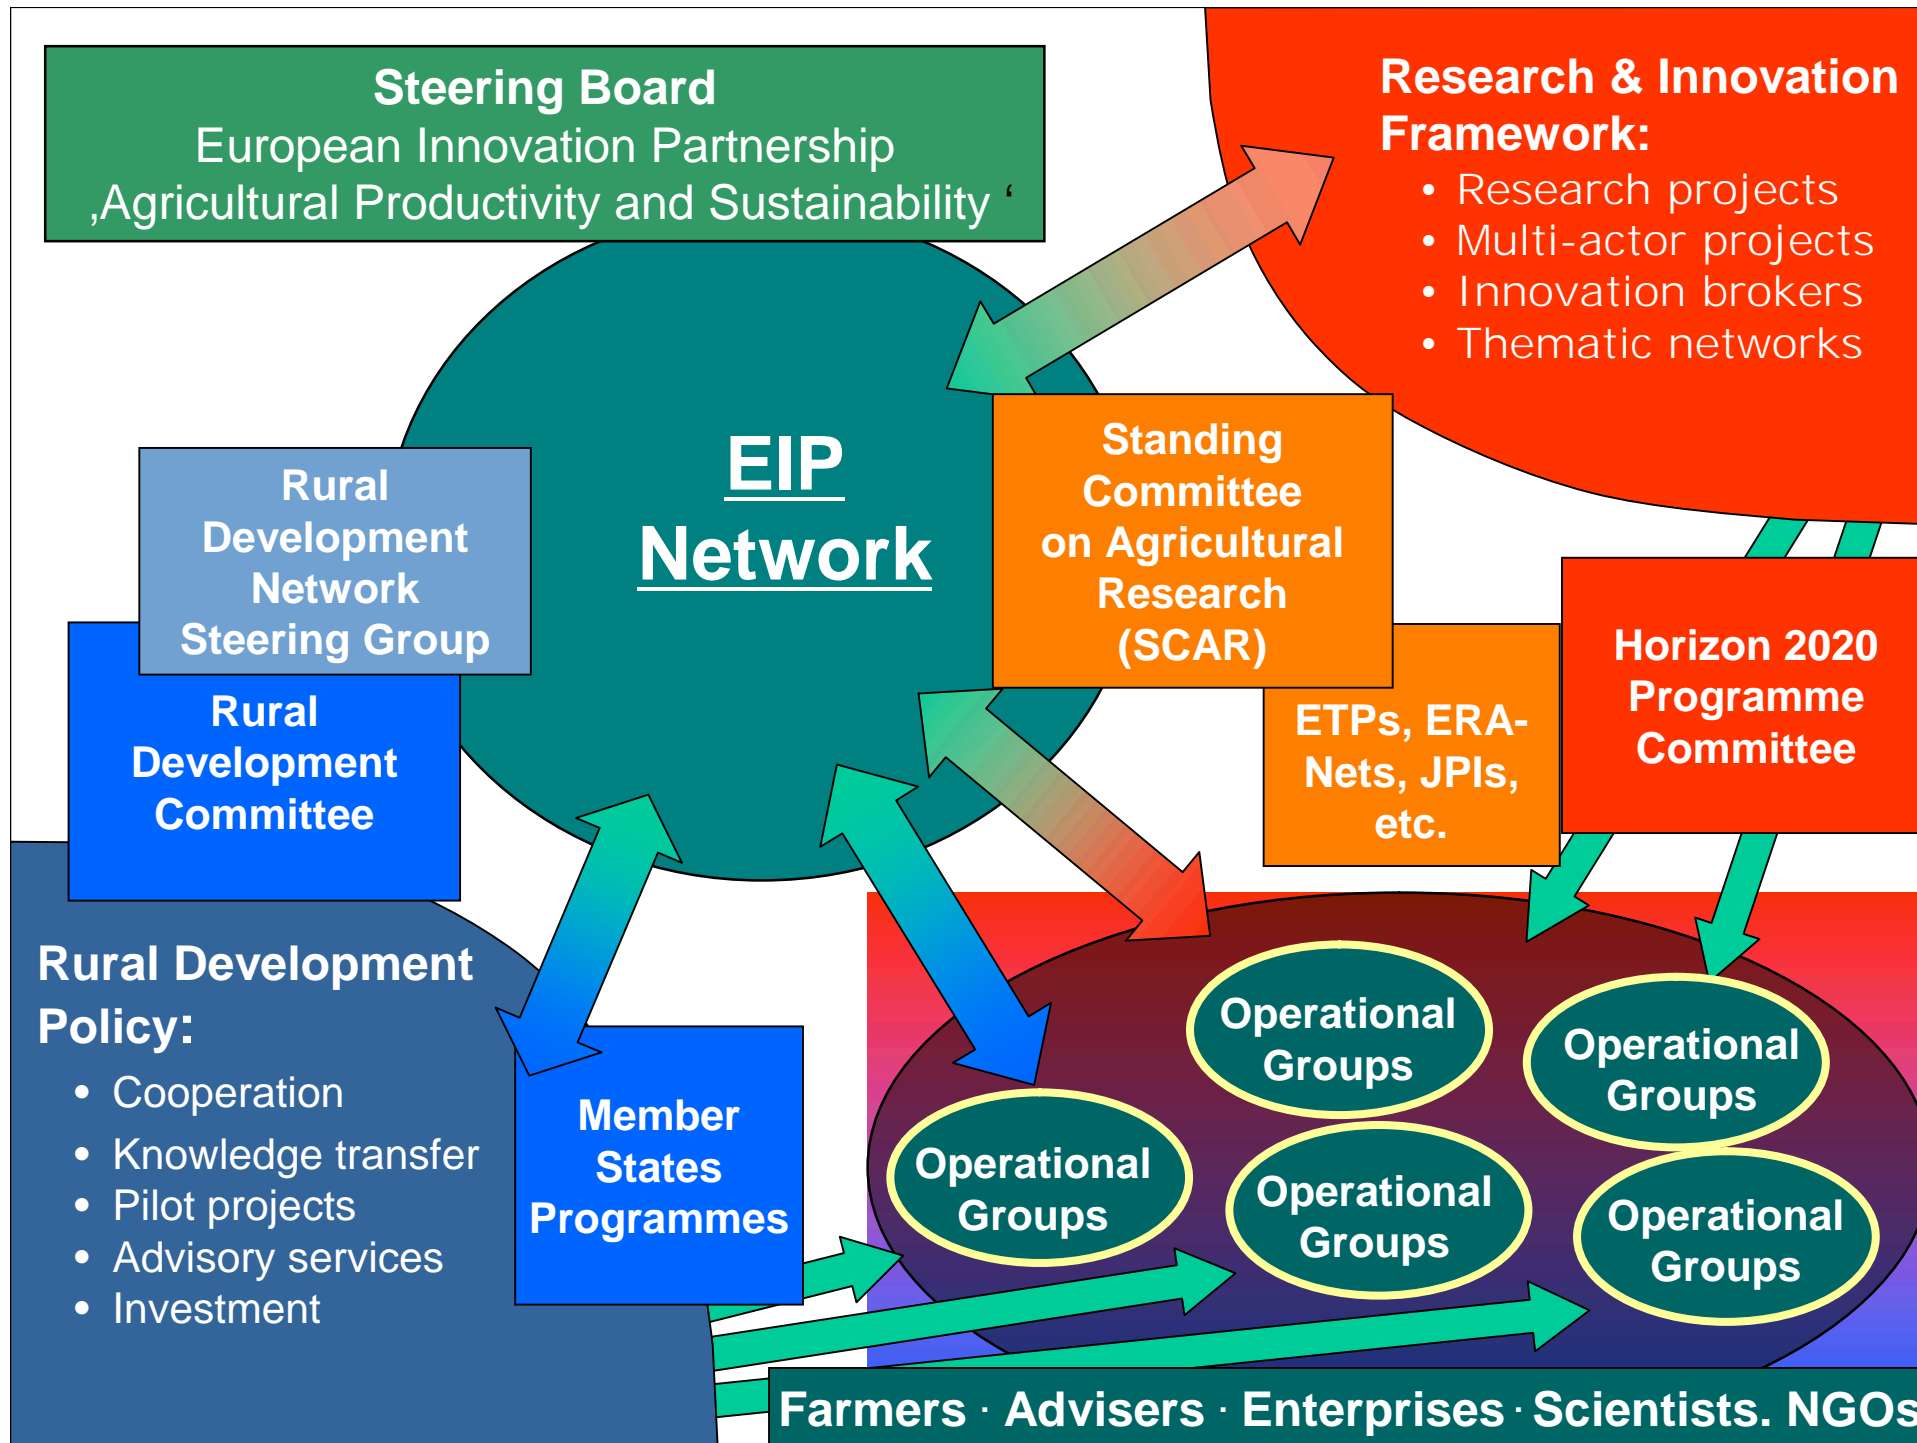 Steering Board
European Innovation Partnership
‚Agricultural Productivity and Sustainability ‘
Research & Innovation
Framework:
• Research projects
• Multi-actor projects
• Innovation brokers
• Thematic networks
EIP
Network
Rural
Development
Network
Steering Group
Rural
Development
Committee
Standing
Committee
on Agricultural
Research
(SCAR)
ETPs, ERA-
Nets, JPIs,
etc.
Horizon 2020
Programme
Committee
Rural Development
Policy:
• Cooperation
• Knowledge transfer
• Pilot projects
• Advisory services
• Investment
Member
States
Programmes
Operational
Groups
Operational
Groups
Operational
Groups
Operational
Groups
Operational
Groups
Farmers · Advisers · Enterprises · Scientists. NGOs